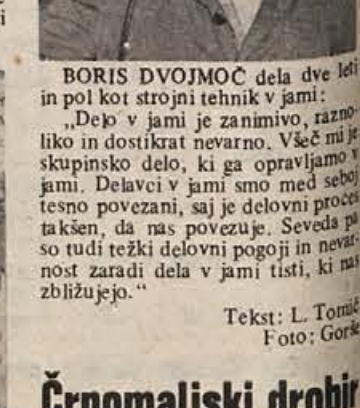 BORIS DVOJMOČ dela dve leti
in pol kot strojni tehnik v jami:
„Delo v jami je zanimivo, razno-
liko in dostikrat nevarno. Všeč mi je
skupinsko delo, ki ga opravljamo v
jami. Delavci v jami smo med seboj
tesno povezani, saj je delovni proces
takšen, da nas povezuje. Seveda pa
so tudi težki delovni pogoji in nevar-
nost zaradi dela v jami tisti, ki nas
zbližujejo.“
Tekst: L. Tomič
Foto: Gorše
Črnomaljski